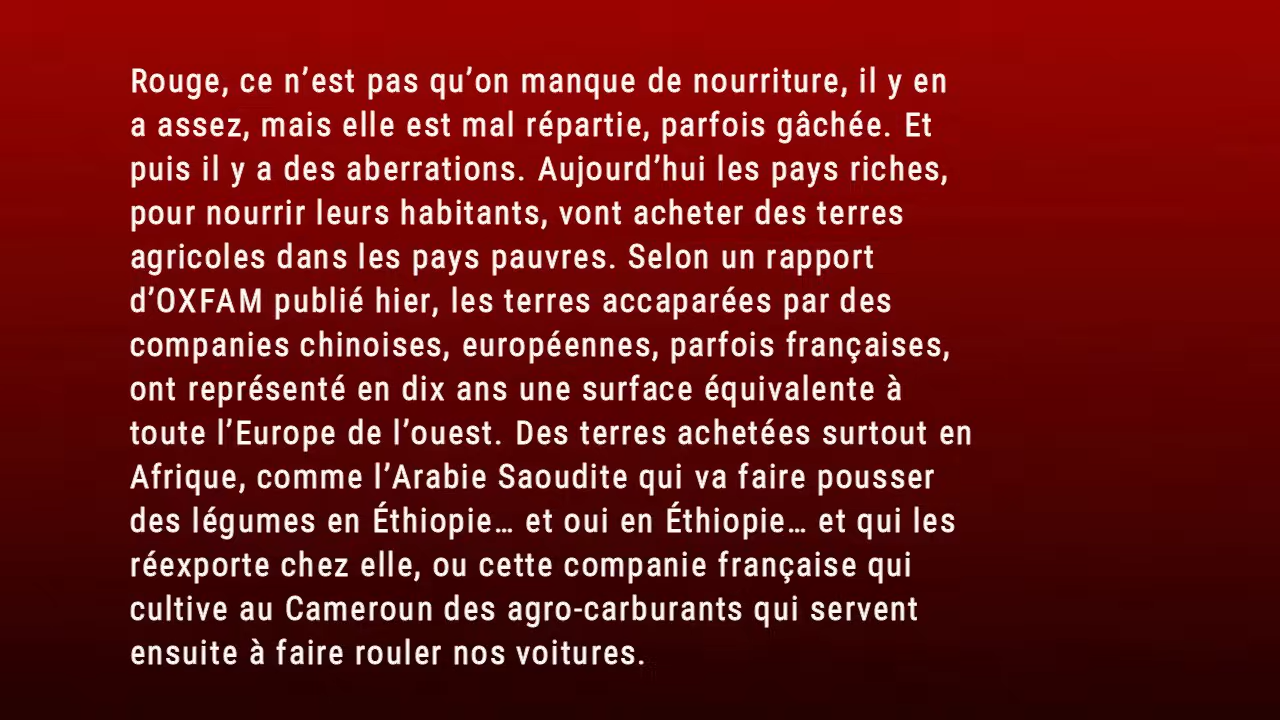 Rouge, ce n’est pas qu’on manque de nourriture, il y en
a assez, mais elle est mal répartie, parfois gâchée. Et
puis il y a des aberrations. Aujourd’hui les pays riches,
pour nourrir leurs habitants, vont acheter des terres
agricoles dans les pays pauvres. Selon un rapport
d’OXFAM publié hier, les terres accaparées par des
companies chinoises, européennes, parfois françaises,
ont représenté en dix ans une surface équivalente à
toute l’Europe de l’ouest. Des terres achetées surtout en
Afrique, comme l’Arabie Saoudite qui va faire pousser
des légumes en Éthiopie… et oui en Éthiopie… et qui les
réexporte chez elle, ou cette companie française qui
cultive au Cameroun des agro-carburants qui servent
ensuite à faire rouler nos voitures.